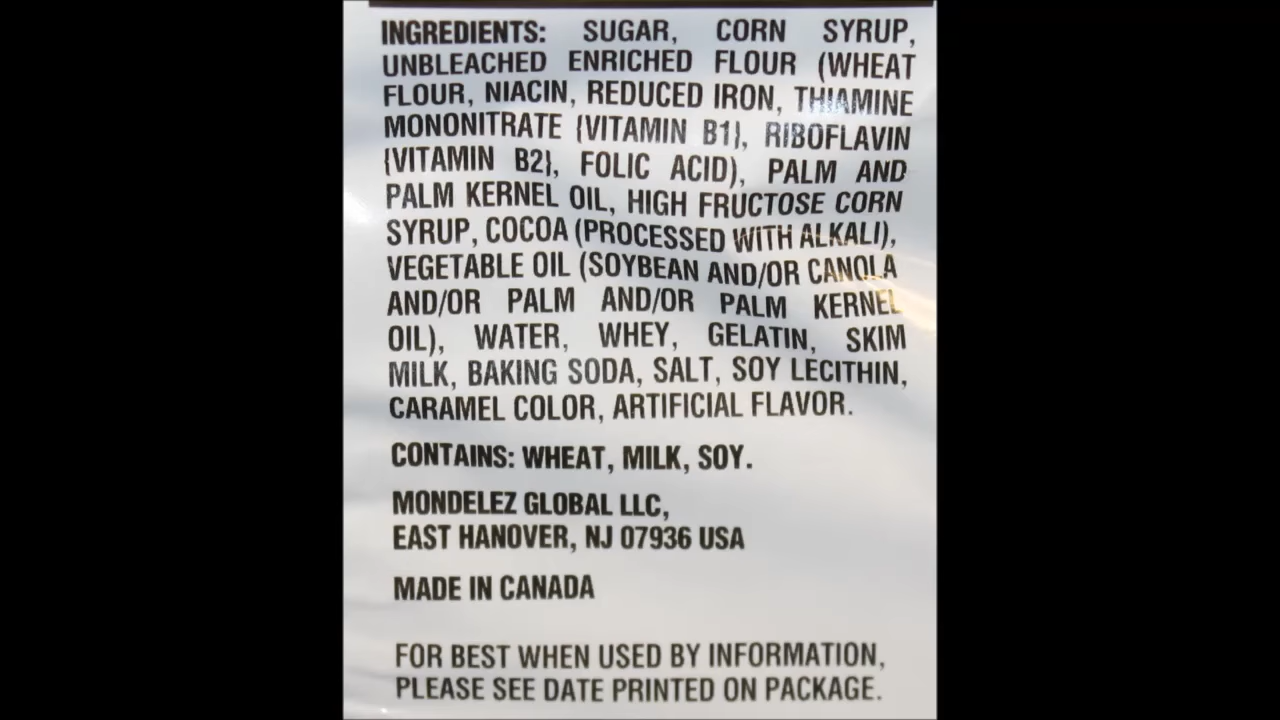 INGREDIENTS: SUGAR, CORN SYRUP,
UNBLEACHED ENRICHED FLOUR (WHEAT
FLOUR, NIACIN, REDUCED IRON, THIAMINE
MONONITRATE {VITAMIN B1}, RIBOFLAVIN
{VITAMIN B2}, FOLIC ACID), PALM AND
PALM KERNEL OIL, HIGH FRUCTOSE CORN
SYRUP, COCOA (PROCESSED WITH ALKALI),
VEGETABLE OIL (SOYBEAN AND/OR CANOLA
AND/OR PALM AND/OR PALM KERNEL
OIL), WATER, WHEY, GELATIN, SKIM
MILK, BAKING SODA, SALT, SOY LECITHIN,
CARAMEL COLOR, ARTIFICIAL FLAVOR.
CONTAINS: WHEAT, MILK, SOY.
MONDELEZ GLOBAL LLC,
EAST HANOVER, NJ 07936 USA
MADE IN CANADA
FOR BEST WHEN USED BY INFORMATION,
PLEASE SEE DATE PRINTED ON PACKAGE.